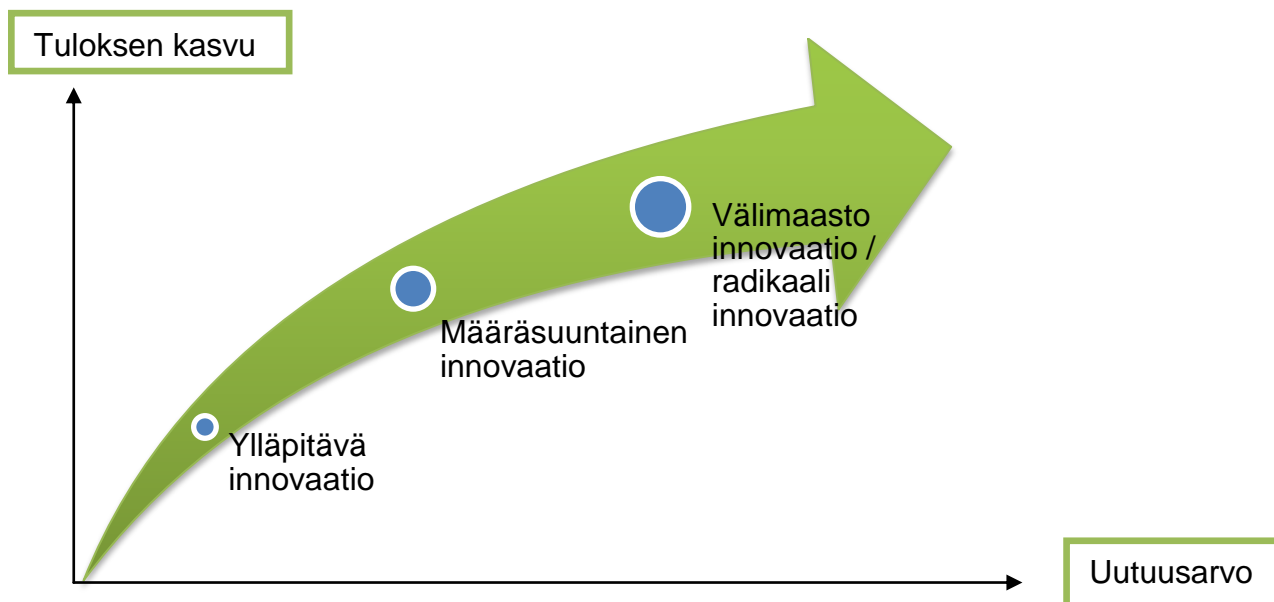 Tuloksen kasvu
Välimaasto
innovaatio /
radikaali
innovaatio
Määräsuuntainen
innovaatio
Ylläpitävä
innovaatio
Uutuusarvo